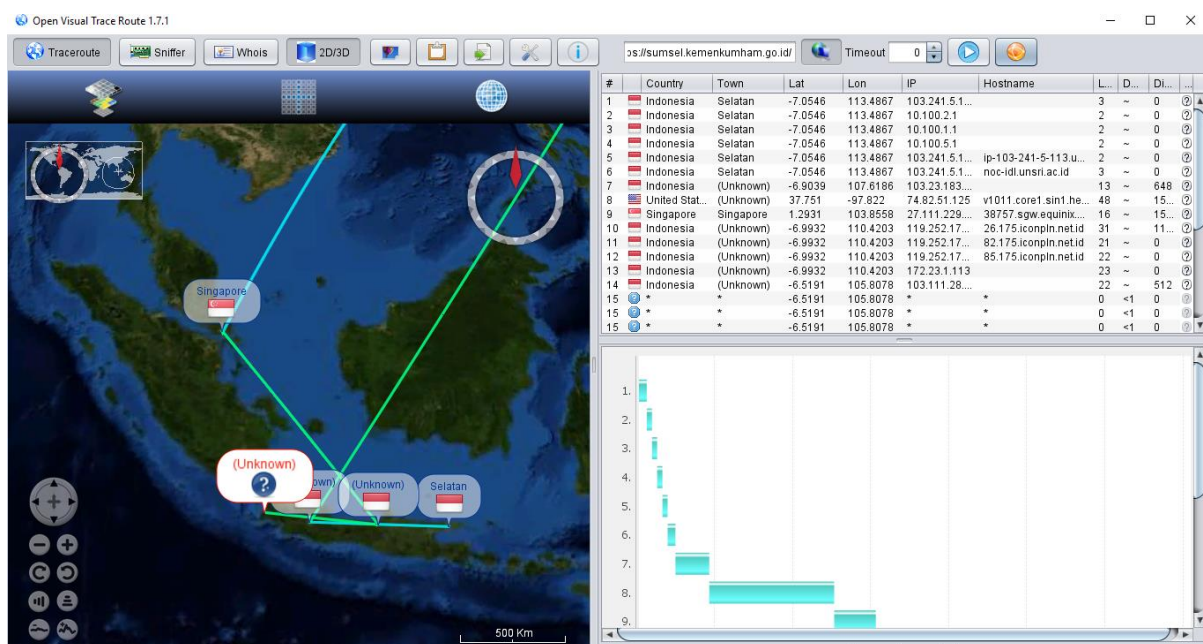 Open Visual Trace Route 1.7.1
Traceroute Sniffer Whois 2D/3D ps://sumsel.kemenkumham.go.id/ Timeout 0
# Country Town Lat Lon IP Hostname L... D... Di... ...
1 Indonesia Selatan -7.0546 113.4867 103.241.5.1... 3 ~ 0
2 Indonesia Selatan -7.0546 113.4867 10.100.2.1 2 ~ 0
3 Indonesia Selatan -7.0546 113.4867 10.100.1.1 2 ~ 0
4 Indonesia Selatan -7.0546 113.4867 10.100.5.1 2 ~ 0
5 Indonesia Selatan -7.0546 113.4867 103.241.5.1... ip-103-241-5-113.u... 2 ~ 0
6 Indonesia Selatan -7.0546 113.4867 103.241.5.1... noc-idl.unsri.ac.id 3 ~ 0
7 Indonesia (Unknown) -6.9039 107.6186 103.23.183.... 13 ~ 648
8 United Stat... (Unknown) 37.751 -97.822 74.82.51.125 v1011.core1.sin1.he... 48 ~ 15...
9 Singapore Singapore 1.2931 103.8558 27.111.229.... 38757.sgw.equinix.... 16 ~ 15...
10 Indonesia (Unknown) -6.9932 110.4203 119.252.17... 26.175.iconpln.net.id 31 ~ 11...
11 Indonesia (Unknown) -6.9932 110.4203 119.252.17... 82.175.iconpln.net.id 21 ~ 0
12 Indonesia (Unknown) -6.9932 110.4203 119.252.17... 85.175.iconpln.net.id 22 ~ 0
13 Indonesia (Unknown) -6.9932 110.4203 172.23.1.113 23 ~ 0
14 Indonesia (Unknown) -6.9932 110.4203 103.111.28.... 22 ~ 512
15 * * -6.5191 105.8078 * * 0 <1 0
15 * * -6.5191 105.8078 * * 0 <1 0
15 * * -6.5191 105.8078 * * 0 <1 0
Singapore
(Unknown)
own)
(Unknown)
Selatan
500 Km
1.
2.
3.
4.
5.
6.
7.
8.
9.